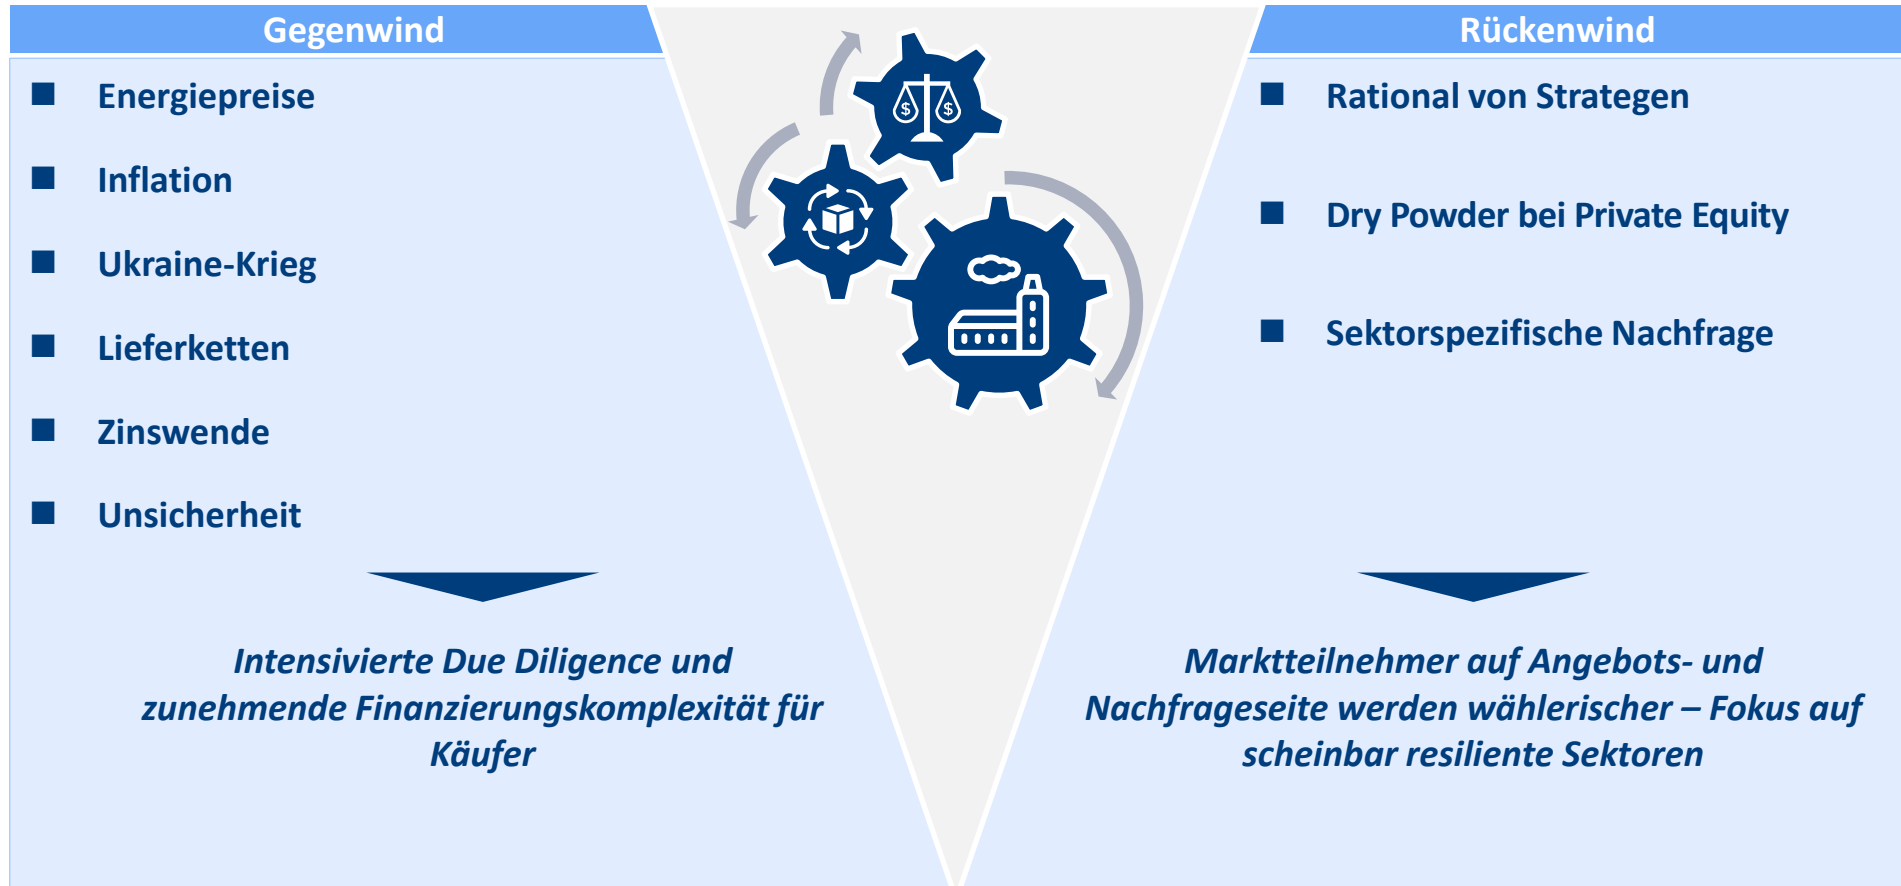 Gegenwind
Energiepreise
Inflation
Ukraine-Krieg
Lieferketten
Zinswende
Unsicherheit
Intensivierte Due Diligence und
zunehmende Finanzierungskomplexität für
Käufer
$ $
Rückenwind
Rational von Strategen
Dry Powder bei Private Equity
Sektorspezifische Nachfrage
Marktteilnehmer auf Angebots- und
Nachfrageseite werden wählerischer – Fokus auf
scheinbar resiliente Sektoren